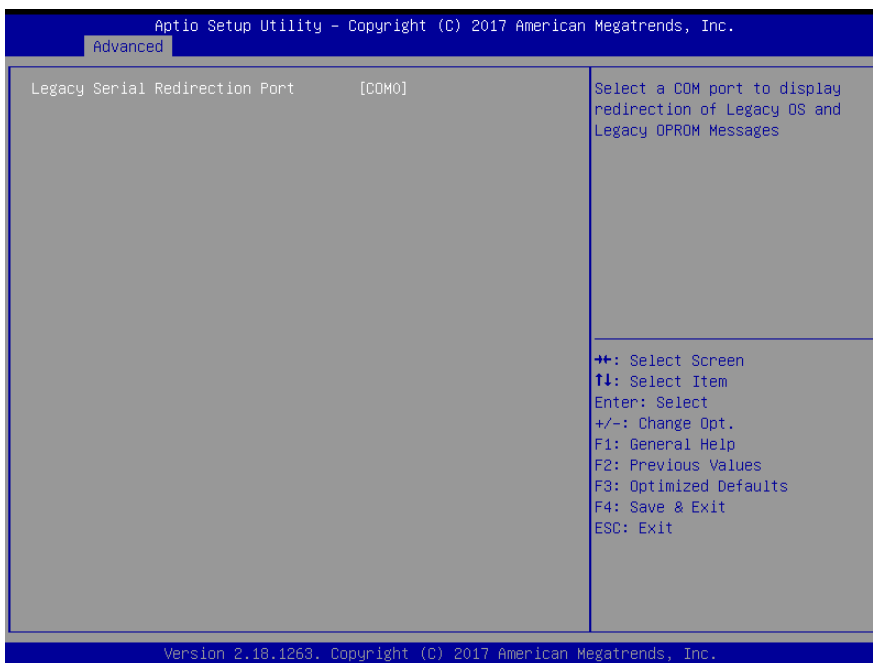 Aptio Setup Utility – Copyright (C) 2017 American Megatrends, Inc.
Advanced
Legacy Serial Redirection Port [COM0]
Select a COM port to display
redirection of Legacy OS and
Legacy OPROM Messages
→←: Select Screen
↑↓: Select Item
Enter: Select
+/-: Change Opt.
F1: General Help
F2: Previous Values
F3: Optimized Defaults
F4: Save & Exit
ESC: Exit
Version 2.18.1263. Copyright (C) 2017 American Megatrends, Inc.